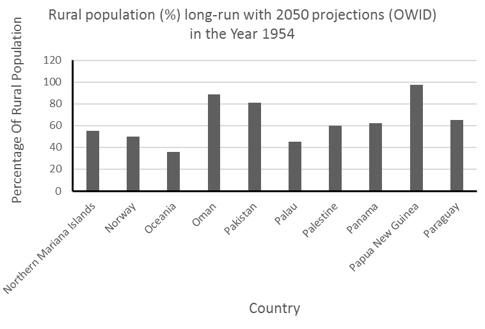 Rural population (%) long-run with 2050 projections (OWID)
in the Year 1954
Percentage Of Rural Population
120
100
80
60
40
20
0
Northern Mariana Islands
Norway
Oceania
Oman
Pakistan
Palau
Palestine
Panama
Papua New Guinea
Paraguay
Country